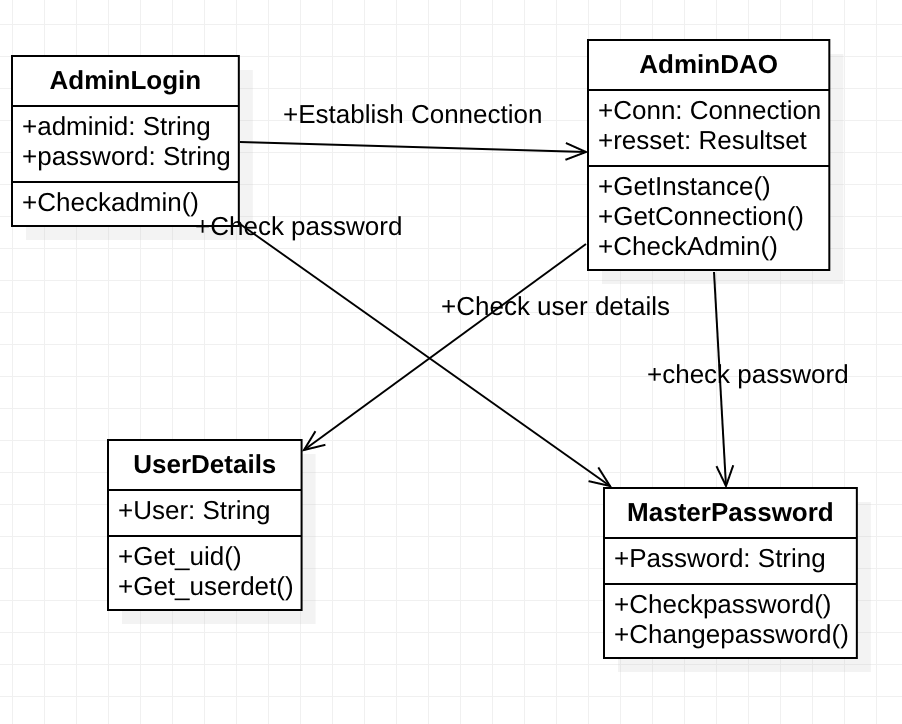 AdminLogin
+adminid: String
+password: String
+Checkadmin()
+Establish Connection
AdminDAO
+Conn: Connection
+resset: Resultset
+GetInstance()
+GetConnection()
+CheckAdmin()
+Check password
+Check user details
+check password
UserDetails
+User: String
+Get_uid()
+Get_userdet()
MasterPassword
+Password: String
+Checkpassword()
+Changepassword()